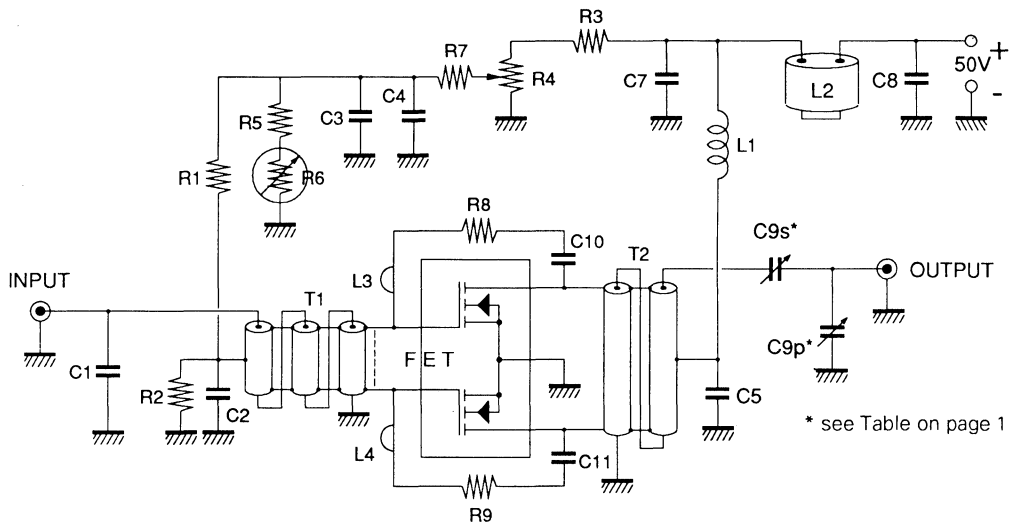 R3
R7
R4
C7
L2
C8
+
50V
-
R5
C3
C4
L1
R1
R6
R8
C10
C9s*
T2
L3
INPUT
OUTPUT
T1
FET
C9p*
C1
R2
C2
C5
* see Table on page 1
L4
C11
R9